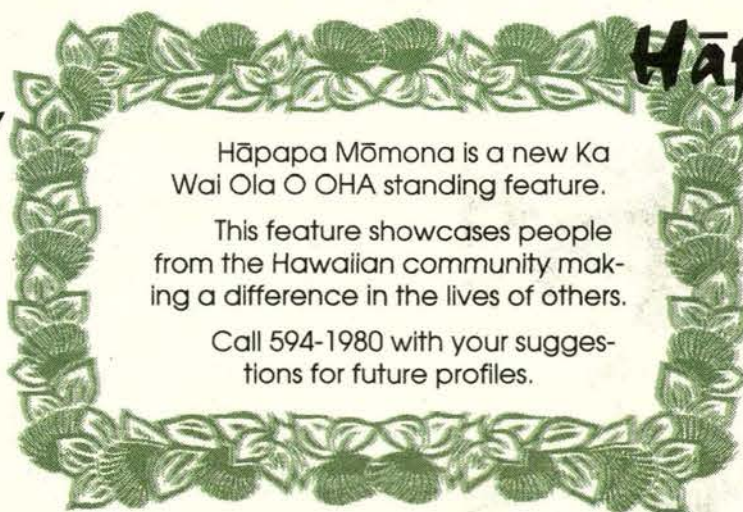 Hāpapa Mōmona is a new Ka
Wai Ola O OHA standing feature.
This feature showcases people
from the Hawaiian community mak-
ing a difference in the lives of others.
Call 594-1980 with your sugges-
tions for future profiles.